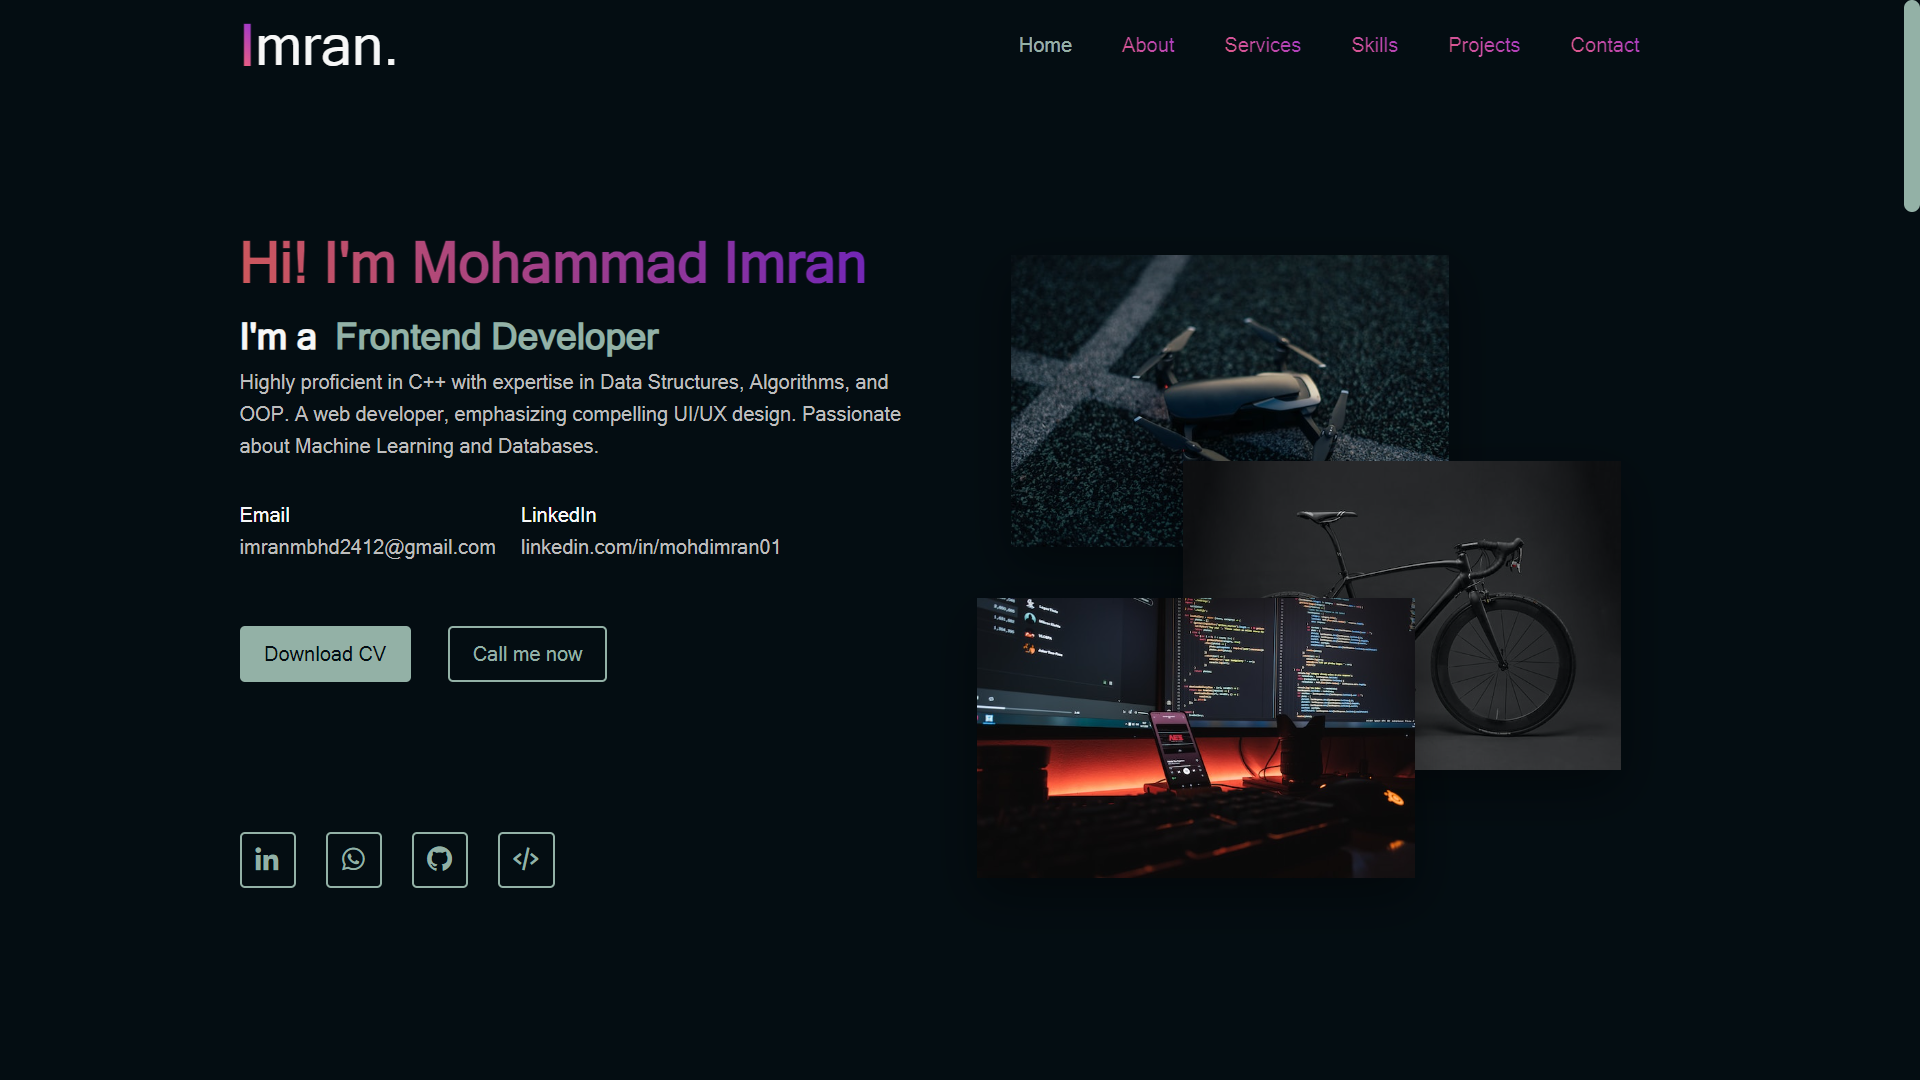 Imran.
Home About Services Skills Projects Contact
Hi! I'm Mohammad Imran
I'm a Frontend Developer
Highly proficient in C++ with expertise in Data Structures, Algorithms, and
OOP. A web developer, emphasizing compelling UI/UX design. Passionate
about Machine Learning and Databases.
Email LinkedIn
imranmbhd2412@gmail.com linkedin.com/in/mohdimran01
Download CV Call me now
in